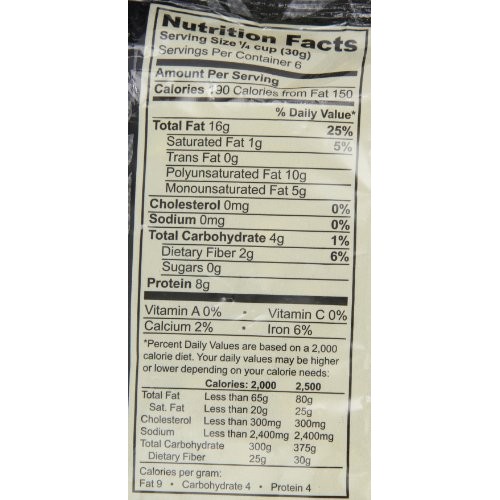 Nutrition Facts
Serving Size ¼ cup (30g)
Servings Per Container 6
Amount Per Serving
Calories 190 Calories from Fat 150
% Daily Value*
Total Fat 16g 25%
Saturated Fat 1g 5%
Trans Fat 0g
Polyunsaturated Fat 10g
Monounsaturated Fat 5g
Cholesterol 0mg 0%
Sodium 0mg 0%
Total Carbohydrate 4g 1%
Dietary Fiber 2g 6%
Sugars 0g
Protein 8g
Vitamin A 0% • Vitamin C 0%
Calcium 2% • Iron 6%
*Percent Daily Values are based on a 2,000
calorie diet. Your daily values may be higher
or lower depending on your calorie needs:
Calories: 2,000 2,500
Total Fat Less than 65g 80g
Sat. Fat Less than 20g 25g
Cholesterol Less than 300mg 300mg
Sodium Less than 2,400mg 2,400mg
Total Carbohydrate 300g 375g
Dietary Fiber 25g 30g
Calories per gram:
Fat 9 • Carbohydrate 4 • Protein 4